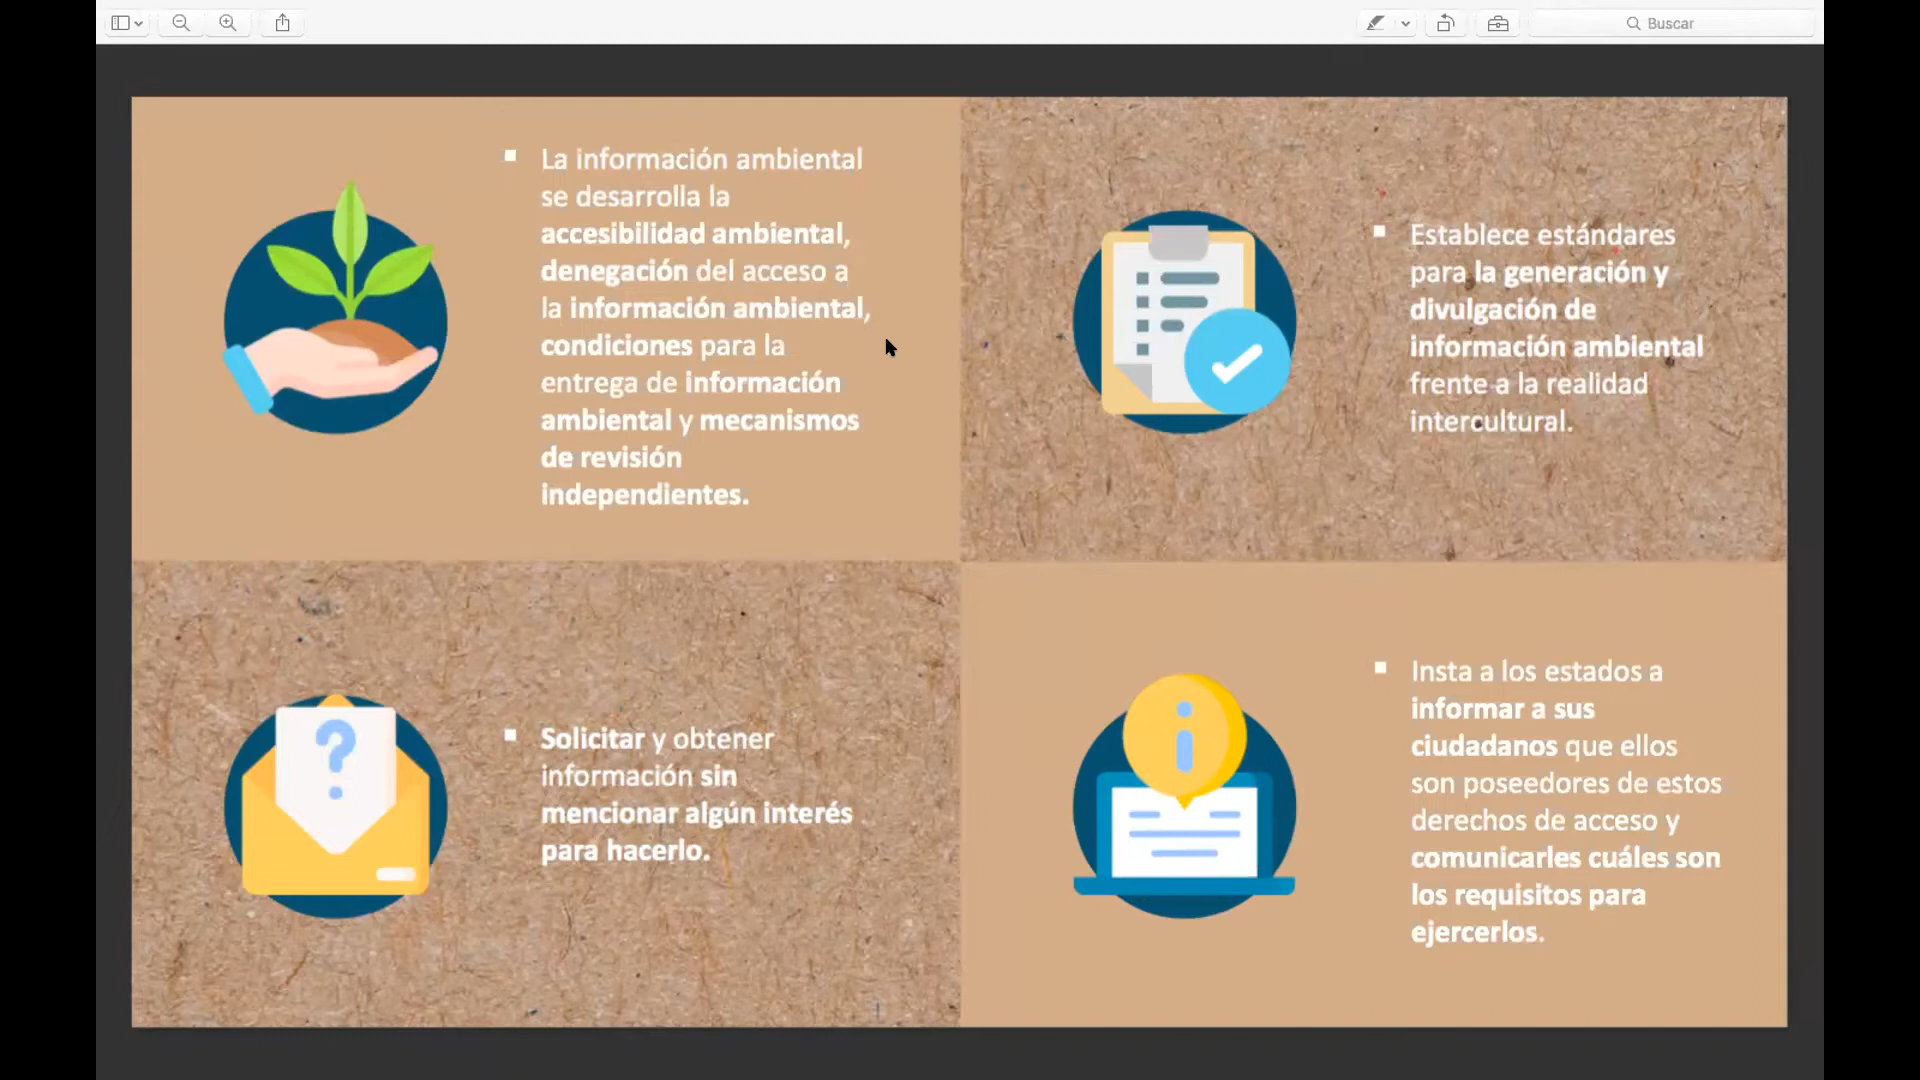 Buscar
La información ambiental
se desarrolla la
accesibilidad ambiental,
denegación del acceso a
la información ambiental,
condiciones para la
entrega de información
ambiental y mecanismos
de revisión
independientes.
Establece estándares
para la generación y
divulgación de
información ambiental
frente a la realidad
intercultural.
Solicitar y obtener
información sin
mencionar algún interés
para hacerlo.
Insta a los estados a
informar a sus
ciudadanos que ellos
son poseedores de estos
derechos de acceso y
comunicarles cuáles son
los requisitos para
ejercerlos.